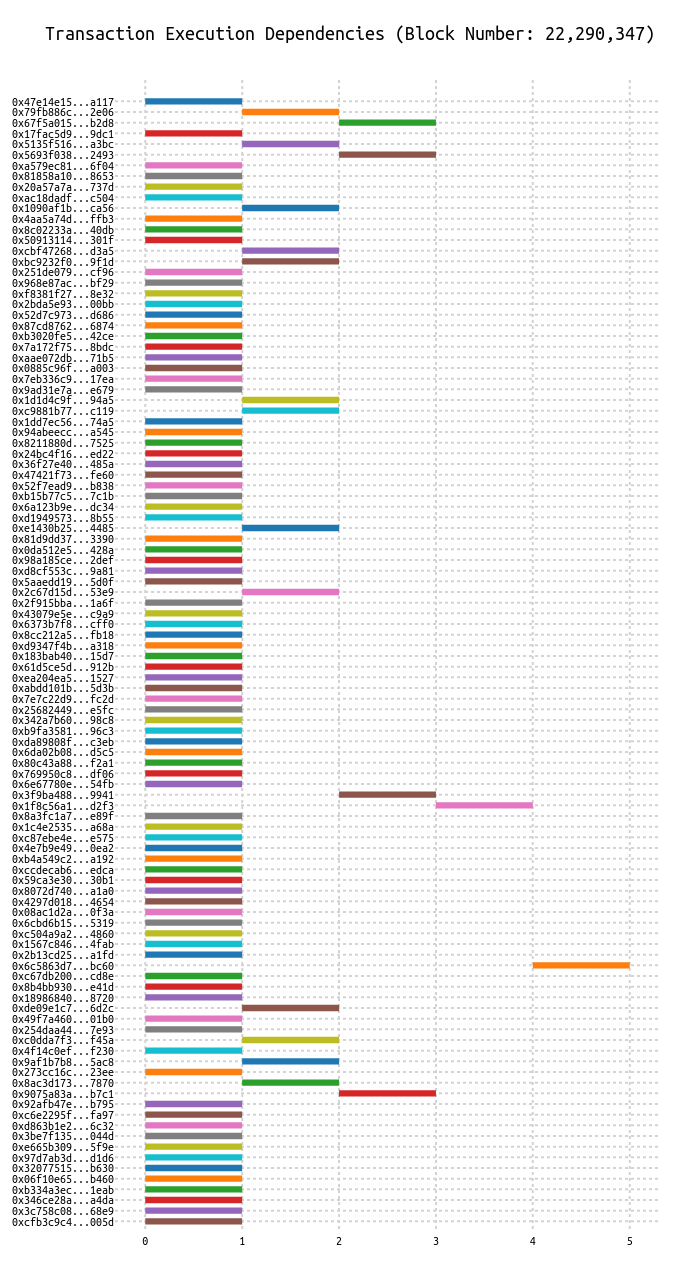 Transaction Execution Dependencies (Block Number: 22,290,347)
0x47e14e15...a117
0x79fb886c...2e06
0x67f5a015...b2d8
0x17fac5d9...9dc1
0x5135f516...a3bc
0x5693f038...2493
0xa579ec81...6f04
0x81858a10...8653
0x20a57a7a...737d
0xac18dadf...c504
0x1090af1b...ca56
0x4aa5a74d...ffb3
0x8c02233a...40db
0x50913114...301f
0xcbf47268...d3a5
0xbc9232f0...9f1d
0x251de079...cf96
0x968e87ac...bf29
0xf8381f27...8e32
0x2bda5e93...00bb
0x52d7c973...d686
0x87cd8762...6874
0xb3020fe5...42ce
0x7a172f75...8bdc
0xaae072db...71b5
0x0885c96f...a003
0x7eb336c9...17ea
0x9ad31e7a...e679
0x1d1d4c9f...94a5
0xc9881b77...c119
0x1dd7ec56...74a5
0x94abeecc...a545
0x8211880d...7525
0x24bc4f16...ed22
0x36f27e40...485a
0x47421f73...fe60
0x52f7ead9...b838
0xb15b77c5...7c1b
0x6a123b9e...dc34
0xd1949573...8b55
0xe1430b25...4485
0x81d9dd37...3390
0x0da512e5...428a
0x98a185ce...2def
0xd8cf553c...9a81
0x5aaedd19...5d0f
0x2c67d15d...53e9
0x2f915bba...1a6f
0x43079e5e...c9a9
0x6373b7f8...cff0
0x8cc212a5...fb18
0xd9347f4b...a318
0x183bab40...15d7
0x61d5ce5d...912b
0xea204ea5...1527
0xabdd101b...5d3b
0x7e7c22d9...fc2d
0x25682449...e5fc
0x342a7b60...98c8
0xb9fa3581...96c3
0xda89808f...c3eb
0x6da02b08...d5c5
0x80c43a88...f2a1
0x769950c8...df06
0x6e67780e...54fb
0x3f9ba488...9941
0x1f8c56a1...d2f3
0x8a3fc1a7...e89f
0x1c4e2535...a68a
0xc87ebe4e...e575
0x4e7b9e49...0ea2
0xb4a549c2...a192
0xccdecab6...edca
0x59ca3e30...30b1
0x8072d740...a1a0
0x4297d018...4654
0x08ac1d2a...0f3a
0x6cbd6b15...5319
0xc504a9a2...4860
0x1567c846...4fab
0x2b13cd25...a1fd
0x6c5863d7...bc60
0xc67db200...cd8e
0x8b4bb930...e41d
0x18986840...8720
0xde09e1c7...6d2c
0x49f7a460...01b0
0x254daa44...7e93
0xc0dda7f3...f45a
0x4f14c0ef...f230
0x9af1b7b8...5ac8
0x273cc16c...23ee
0x8ac3d173...7870
0x9075a83a...b7c1
0x92afb47e...b795
0xc6e2295f...fa97
0xd863b1e2...6c32
0x3be7f135...044d
0xe665b309...5f9e
0x97d7ab3d...d1d6
0x32077515...b630
0x06f10e65...b460
0xb334a3ec...1eab
0x346ce28a...a4da
0x3c758c08...68e9
0xcfb3c9c4...005d
0 1 2 3 4 5